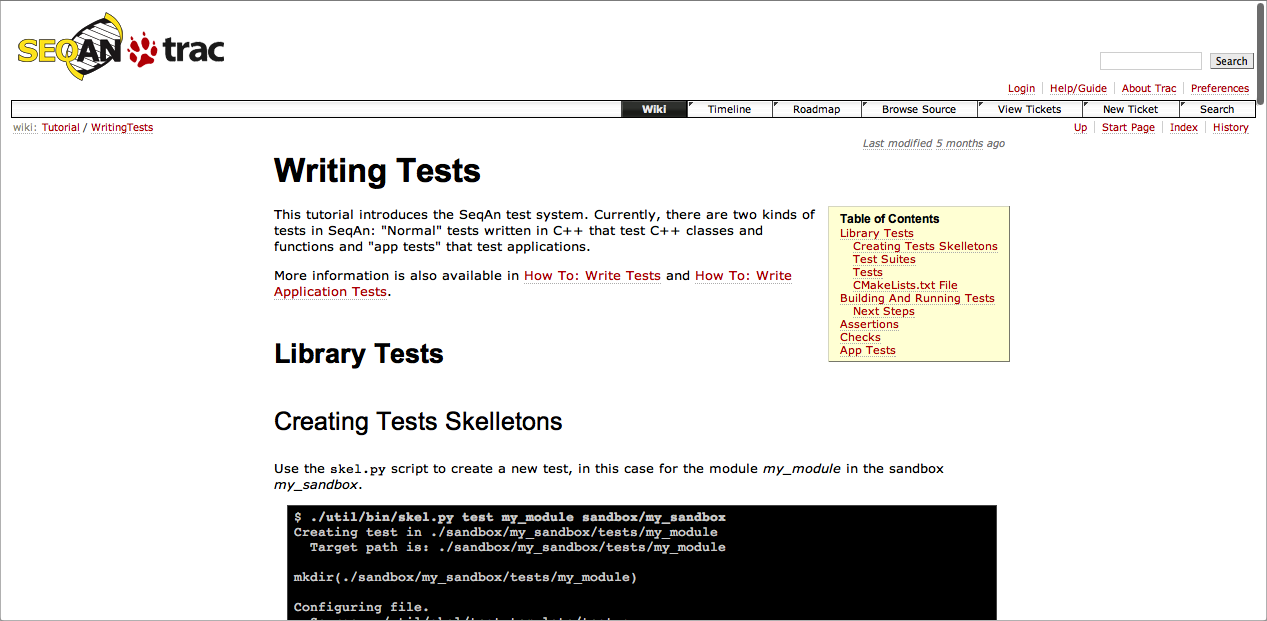 SEQAN trac
Search
Login Help/Guide About Trac Preferences
Wiki Timeline Roadmap Browse Source View Tickets New Ticket Search
wiki: Tutorial / WritingTests
Up Start Page Index History
Last modified 5 months ago
Writing Tests
This tutorial introduces the SeqAn test system. Currently, there are two kinds of
tests in SeqAn: "Normal" tests written in C++ that test C++ classes and
functions and "app tests" that test applications.
More information is also available in How To: Write Tests and How To: Write
Application Tests.
Table of Contents
Library Tests
Creating Tests Skelletons
Test Suites
Tests
CMakeLists.txt File
Building And Running Tests
Next Steps
Assertions
Checks
App Tests
Library Tests
Creating Tests Skelletons
Use the skel.py script to create a new test, in this case for the module my_module in the sandbox
my_sandbox.
$ ./util/bin/skel.py test my_module sandbox/my_sandbox
Creating test in ./sandbox/my_sandbox/tests/my_module
Target path is: ./sandbox/my_sandbox/tests/my_module
mkdir(./sandbox/my_sandbox/tests/my_module)
Configuring file.